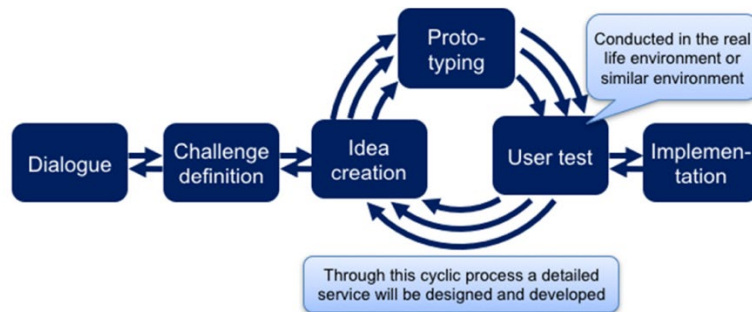 Proto-
typing
Conducted in the real
life environment or
similar environment
Dialogue
Challenge
definition
Idea
creation
User test
Implemen-
tation
Through this cyclic process a detailed
service will be designed and developed